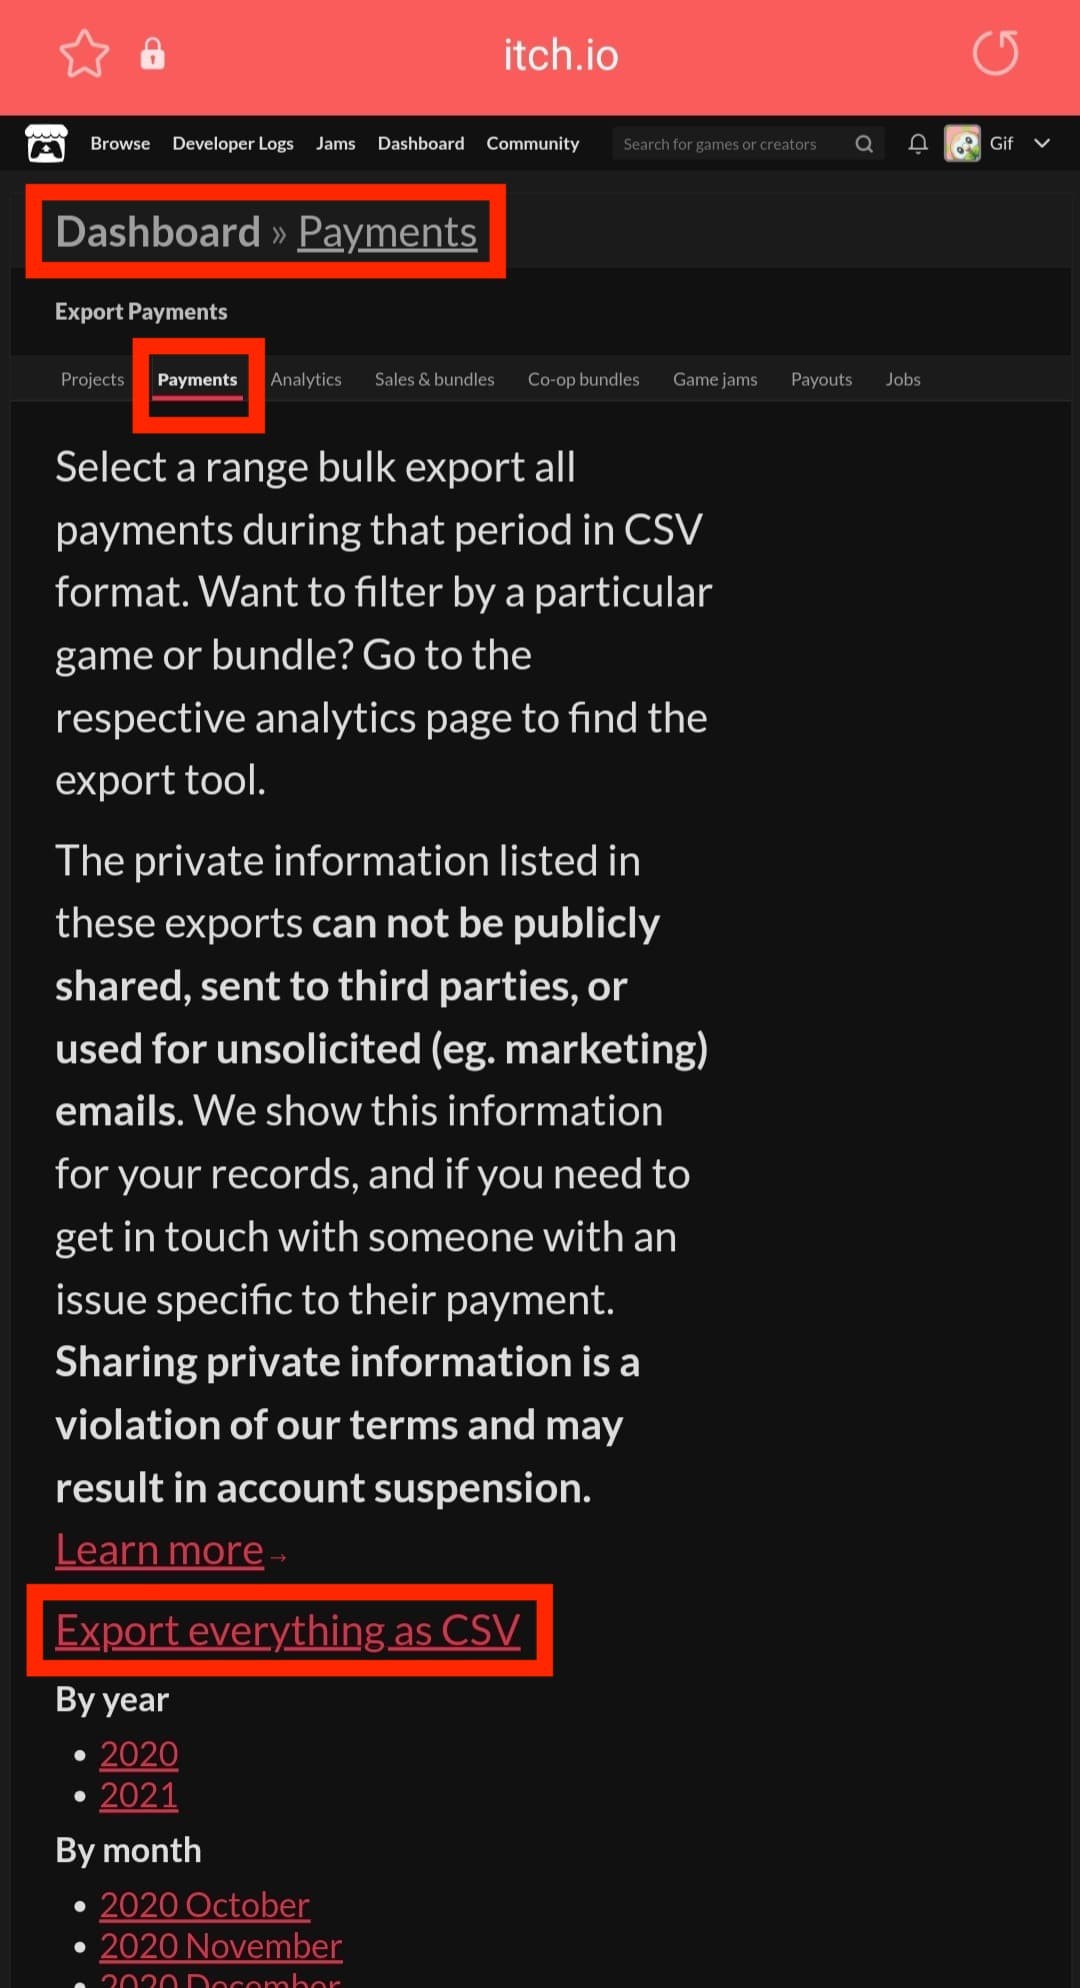 itch.io
Browse Developer Logs Jams Dashboard Community Search for games or creators Gif
Dashboard » Payments
Export Payments
Projects Payments Analytics Sales & bundles Co-op bundles Game jams Payouts Jobs
Select a range bulk export all
payments during that period in CSV
format. Want to filter by a particular
game or bundle? Go to the
respective analytics page to find the
export tool.
The private information listed in
these exports can not be publicly
shared, sent to third parties, or
used for unsolicited (eg. marketing)
emails. We show this information
for your records, and if you need to
get in touch with someone with an
issue specific to their payment.
Sharing private information is a
violation of our terms and may
result in account suspension.
Learn more→
Export everything as CSV
By year
• 2020
• 2021
By month
• 2020 October
• 2020 November
• 2020 December